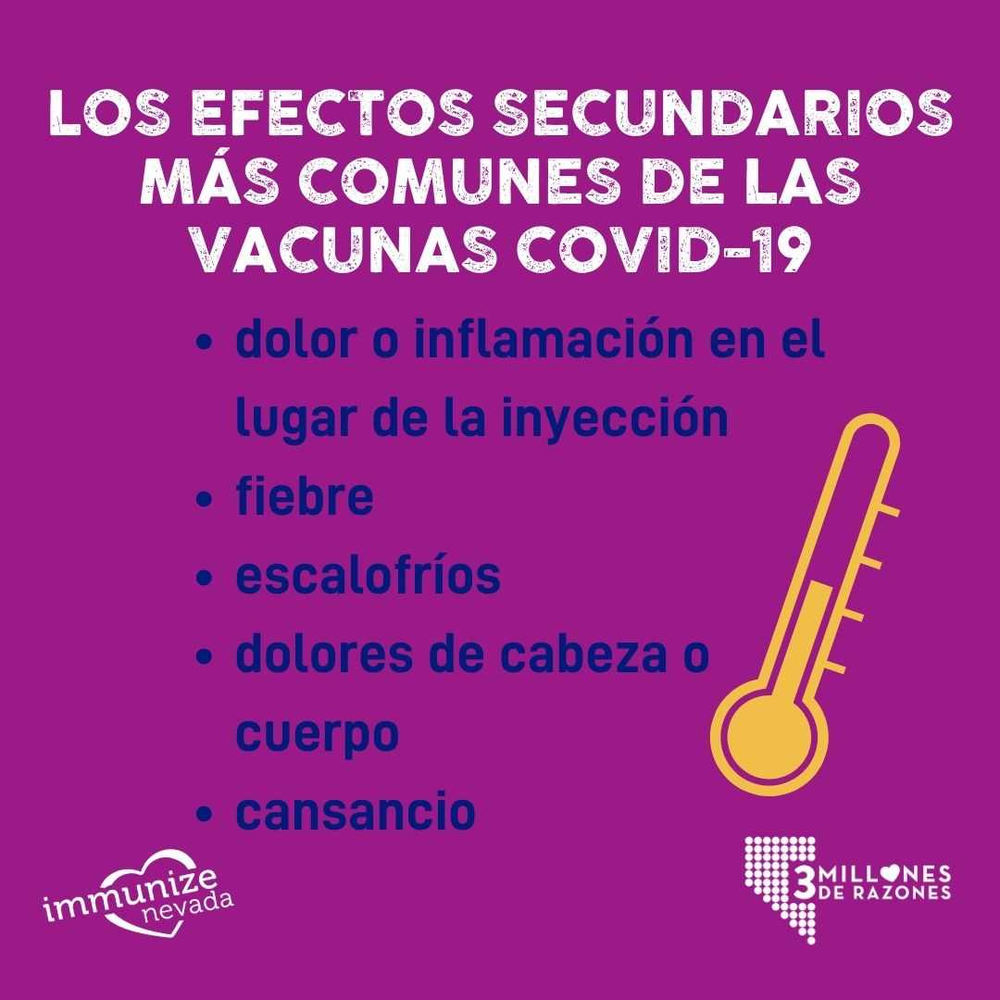 LOS EFECTOS SECUNDARIOS
MÁS COMUNES DE LAS
VACUNAS COVID-19
• dolor o inflamación en el
lugar de la inyección
• fiebre
• escalofríos
• dolores de cabeza o
cuerpo
• cansancio
immunize
nevada
3 MILLONES
DE RAZONES